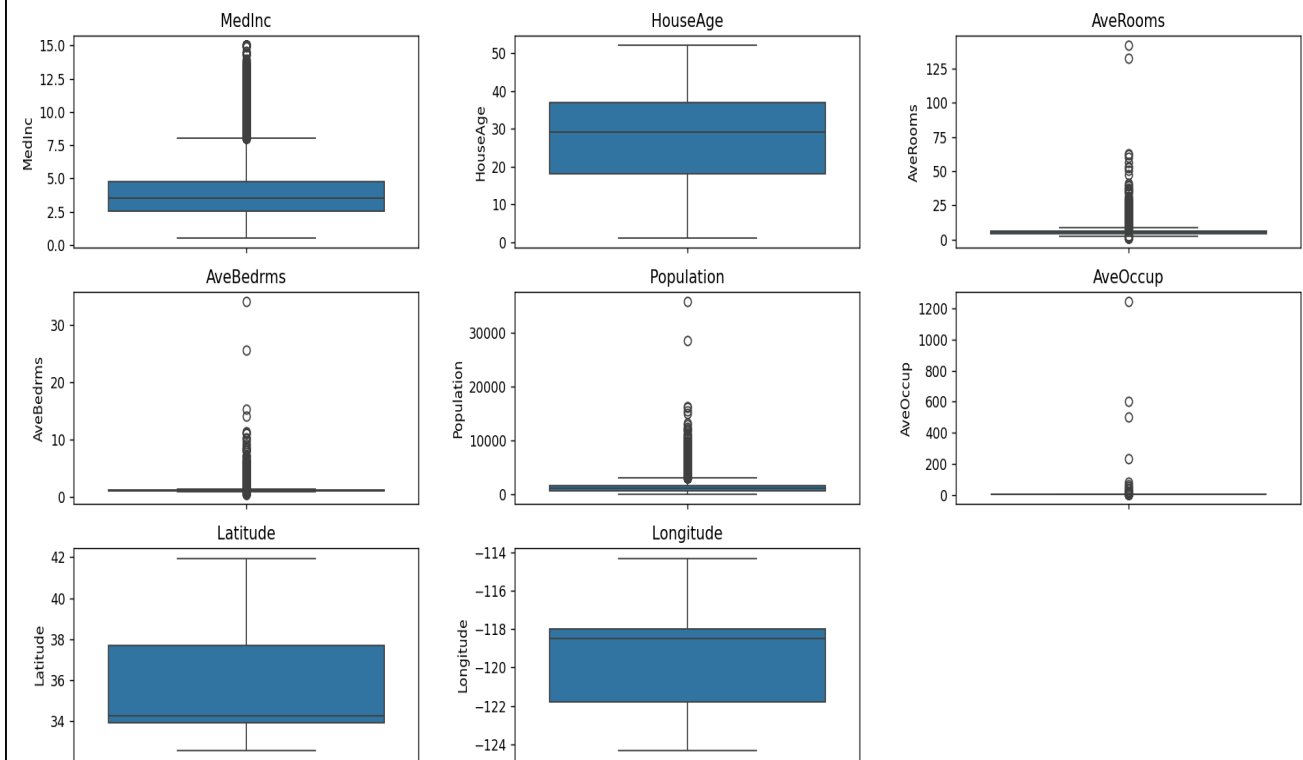 MedInc
HouseAge
AveRooms
MedInc
15.0
12.5
10.0
7.5
5.0
2.5
0.0
HouseAge
50
40
30
20
10
0
AveRooms
125
100
75
50
25
0
AveBedrms
Population
AveOccup
AveBedrms
30
20
10
0
Population
30000
20000
10000
0
AveOccup
1200
1000
800
600
400
200
0
Latitude
Longitude
Latitude
42
40
38
36
34
Longitude
−114
−116
−118
−120
−122
−124